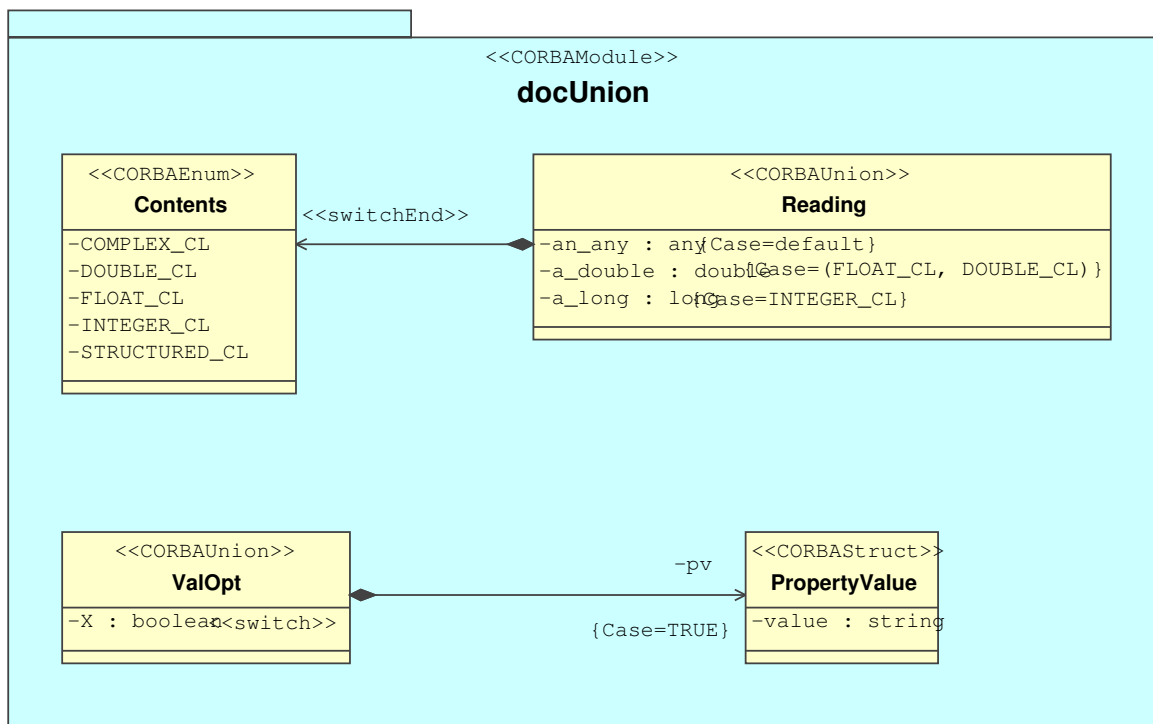 <<CORBAModule>>
docUnion
<<CORBAEnum>>
Contents
-COMPLEX_CL
-DOUBLE_CL
-FLOAT_CL
-INTEGER_CL
-STRUCTURED_CL
<<switchEnd>>
<<CORBAUnion>>
Reading
-an_any : any{Case=default}
-a_double : double{Case=(FLOAT_CL, DOUBLE_CL)}
-a_long : long{Case=INTEGER_CL}
<<CORBAUnion>>
ValOpt
-X : boolean<<switch>>
-pv
{Case=TRUE}
<<CORBAStruct>>
PropertyValue
-value : string